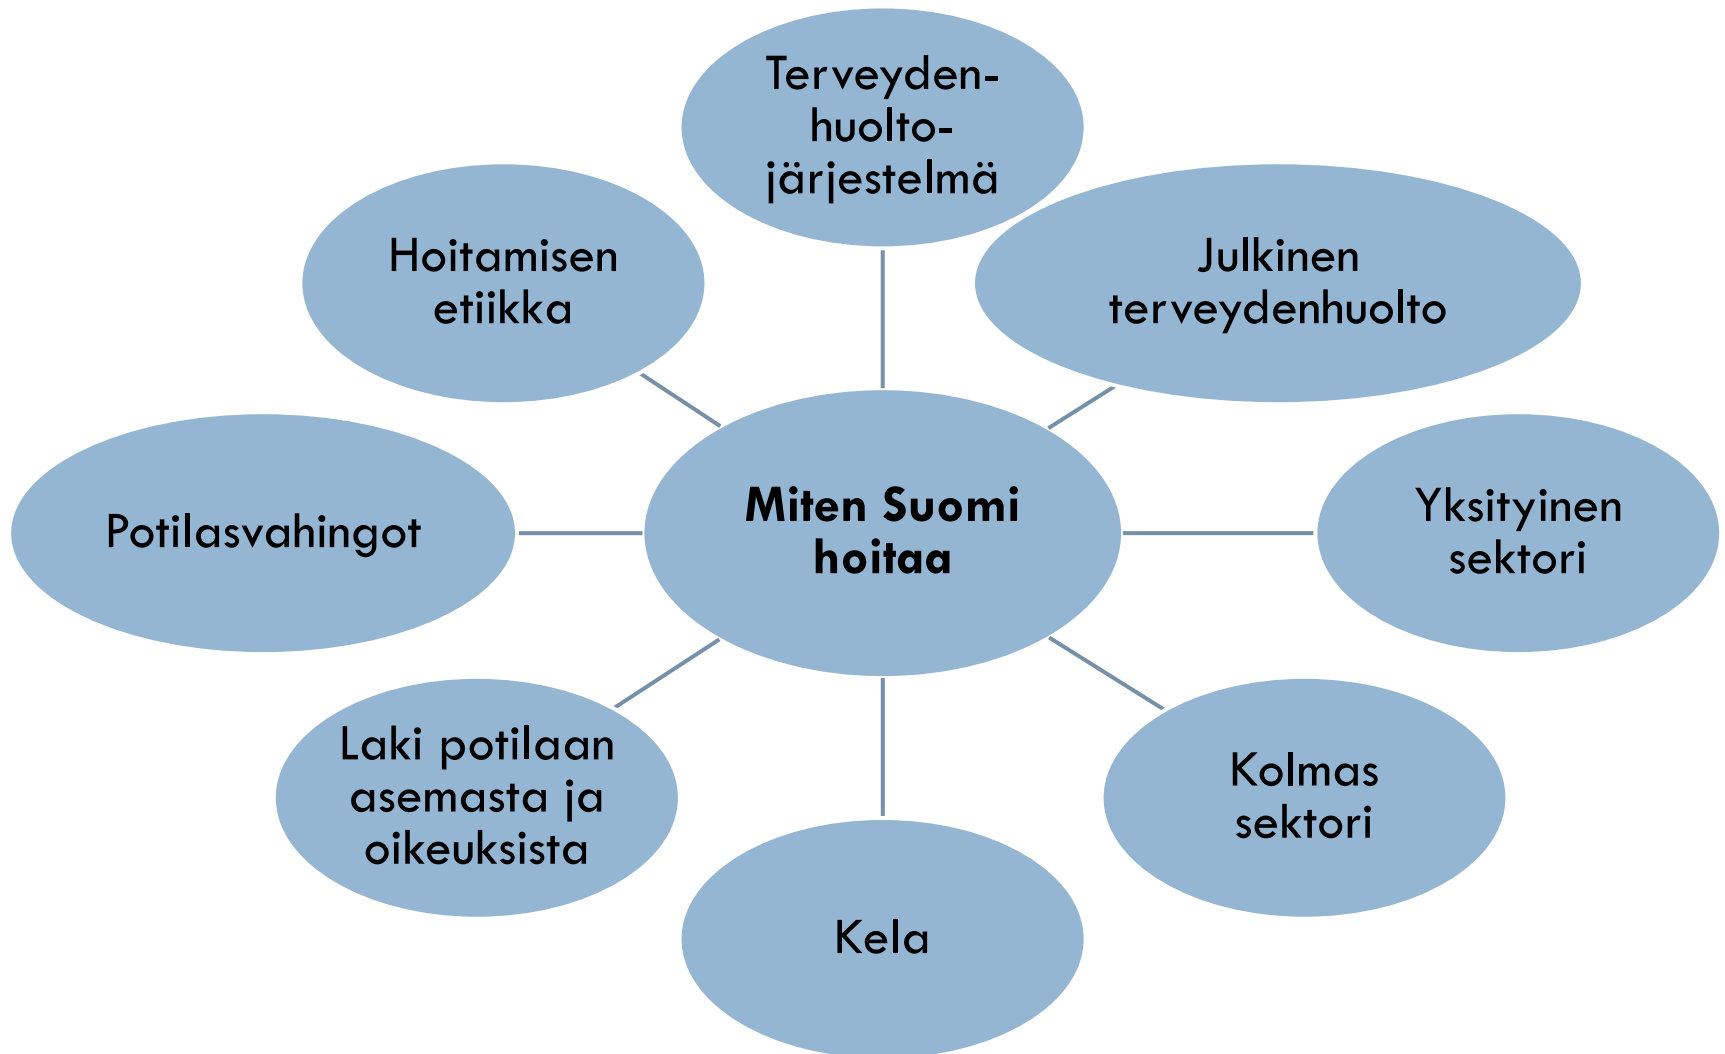 Terveyden-
huolto-
järjestelmä
Hoitamisen
etiikka
Julkinen
terveydenhuolto
Potilasvahingot
Miten Suomi
hoitaa
Yksityinen
sektori
Laki potilaan
asemasta ja
oikeuksista
Kolmas
sektori
Kela